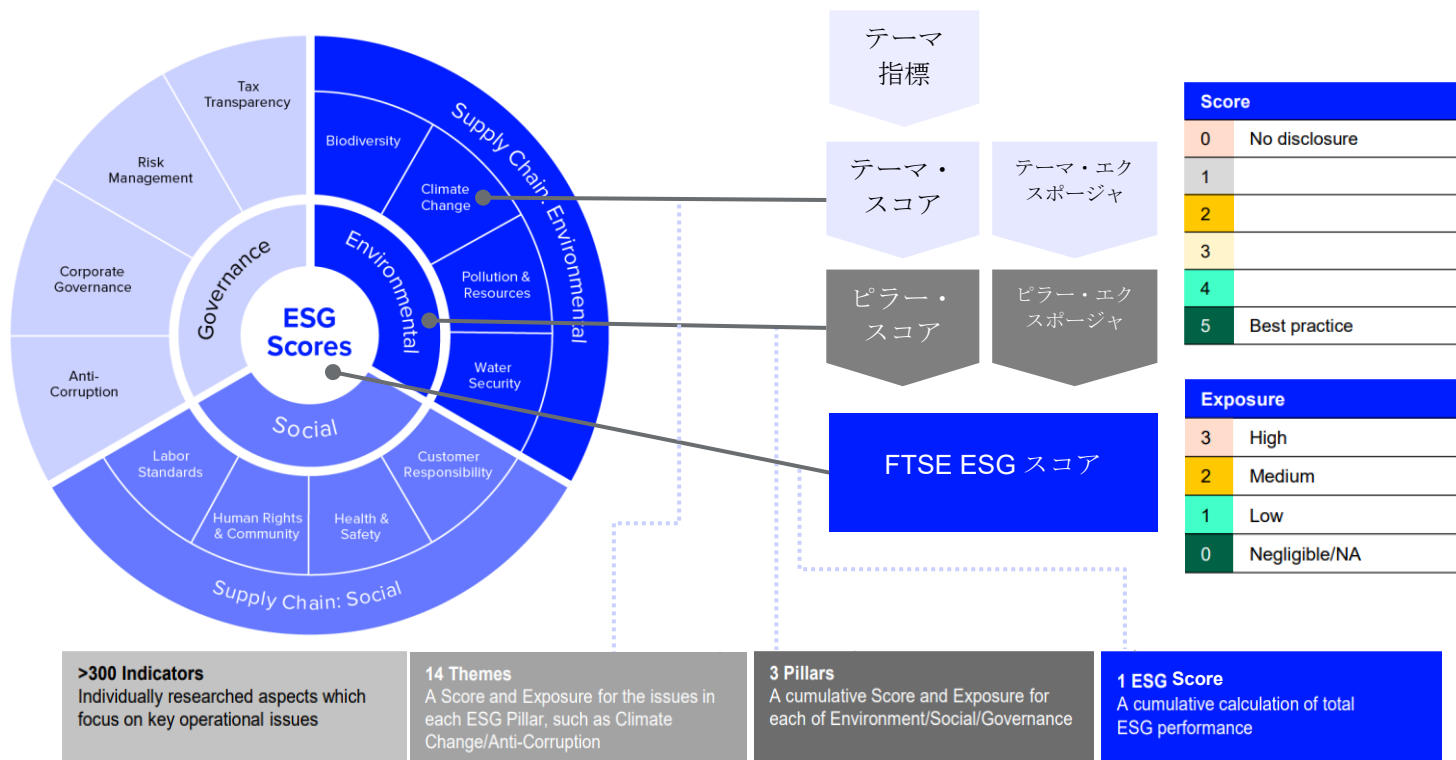 Tax
Transparency
Risk
Management
Corporate
Governance
Anti-
Corruption
Governance
ESG
Scores
Environmental
Social
Biodiversity
Climate
Change
Pollution &
Resources
Water
Security
Supply Chain: Environmental
Labor
Standards
Human Rights
& Community
Health &
Safety
Customer
Responsibility
Supply Chain: Social
テーマ
指標
テーマ・
スコア
テーマ・エク
スポージャ
ピラー・
スコア
ピラー・エク
スポージャ
FTSE ESG スコア
Score
0 No disclosure
1
2
3
4
5 Best practice
Exposure
3 High
2 Medium
1 Low
0 Negligible/NA
>300 Indicators
Individually researched aspects which
focus on key operational issues
14 Themes
A Score and Exposure for the issues in
each ESG Pillar, such as Climate
Change/Anti-Corruption
3 Pillars
A cumulative Score and Exposure for
each of Environment/Social/Governance
1 ESG Score
A cumulative calculation of total
ESG performance